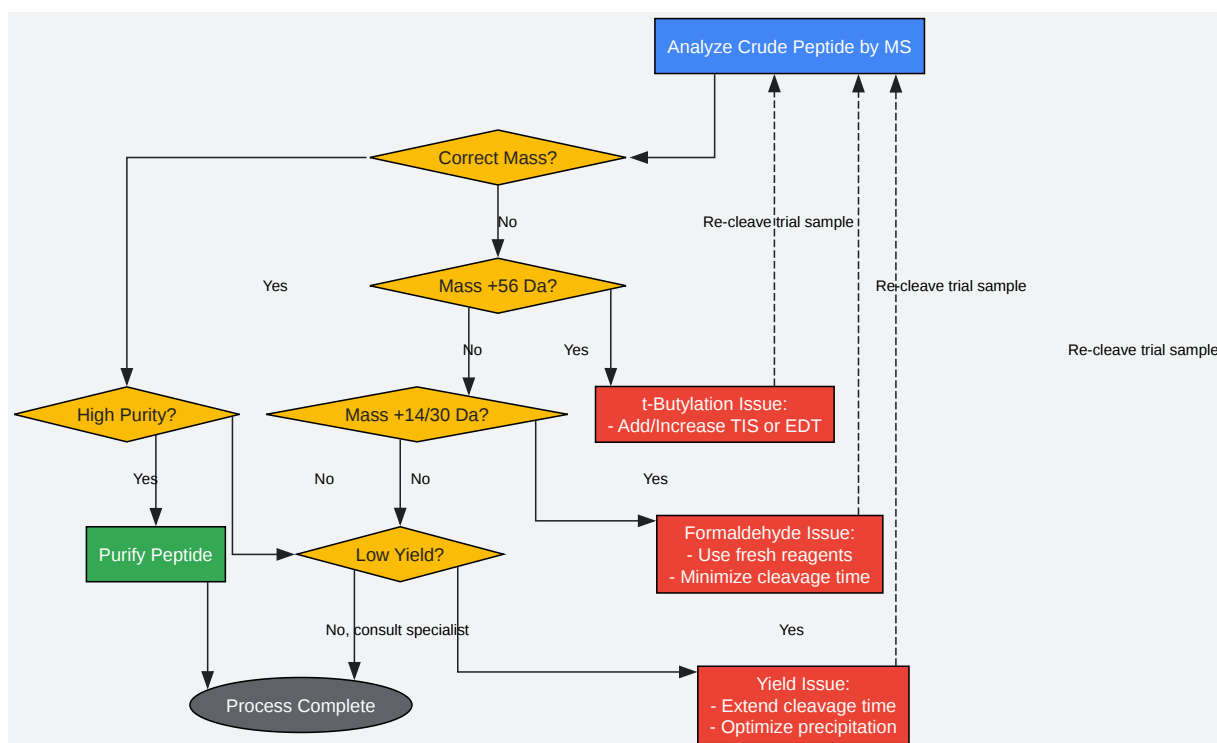 Analyze Crude Peptide by MS
Correct Mass?
No
Re-cleave trial sample
Mass +56 Da?
Yes
Re-cleave trial sample
No
Yes
Re-cleave trial sample
High Purity?
Mass +14/30 Da?
t-Butylation Issue:
- Add/Increase TIS or EDT
Yes
No
No
Yes
Purify Peptide
Low Yield?
Formaldehyde Issue:
- Use fresh reagents
- Minimize cleavage time
No, consult specialist
Yes
Process Complete
Yield Issue:
- Extend cleavage time
- Optimize precipitation